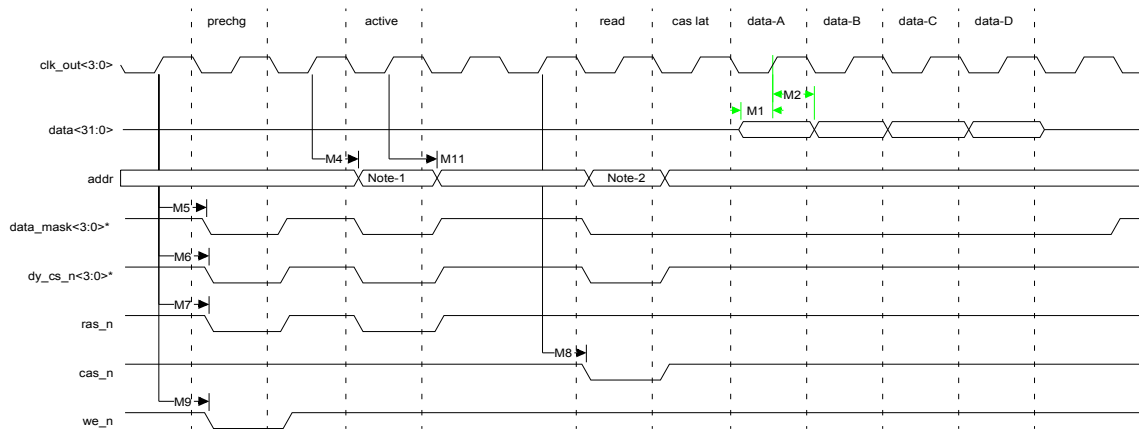 prechg active read cas lat data-A data-B data-C data-D
clk_out<3:0>
M2
M1
data<31:0>
M4 M11
addr Note-1 Note-2
M5
data_mask<3:0>*
M6
dy_cs_n<3:0>*
M7
ras_n
M8
cas_n
M9
we_n